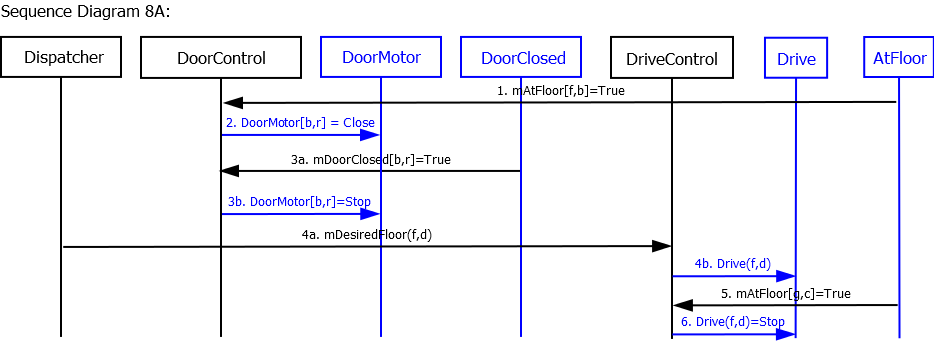 Sequence Diagram 8A:
Dispatcher
DoorControl
DoorMotor
DoorClosed
DriveControl
Drive
AtFloor
1. mAtFloor[f,b]=True
2. DoorMotor[b,r] = Close
3a. mDoorClosed[b,r]=True
3b. DoorMotor[b,r]=Stop
4a. mDesiredFloor(f,d)
4b. Drive(f,d)
5. mAtFloor[g,c]=True
6. Drive(f,d)=Stop